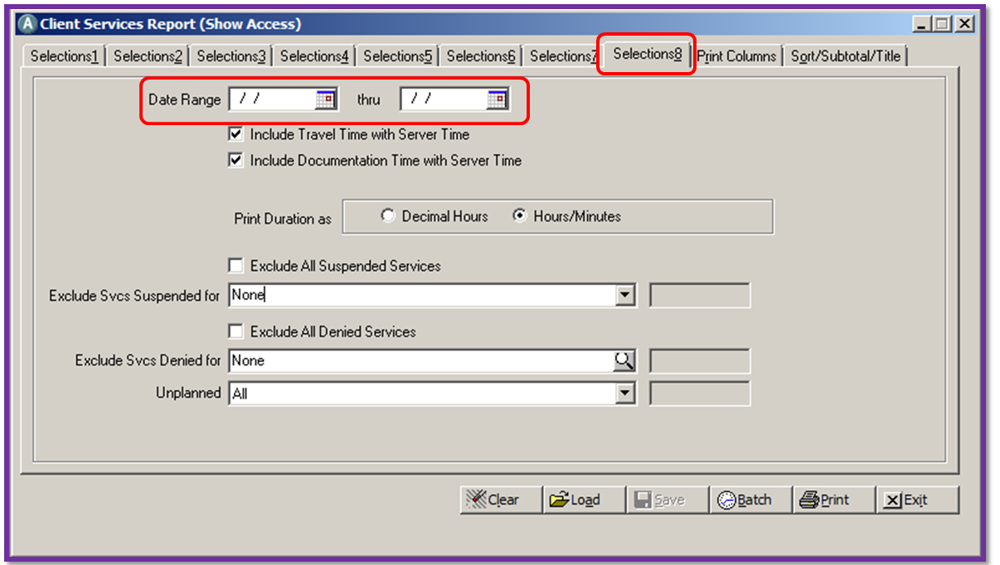 A Client Services Report (Show Access)
Selections1 Selections2 Selections3 Selections4 Selections5 Selections6 Selections7 Selections8 Print Columns Sort/Subtotal/Title
Date Range / / thru / /
Include Travel Time with Server Time
Include Documentation Time with Server Time
Print Duration as Decimal Hours Hours/Minutes
Exclude All Suspended Services
Exclude Svcs Suspended for None
Exclude All Denied Services
Exclude Svcs Denied for None
Unplanned All
Clear Load Save Batch Print Exit